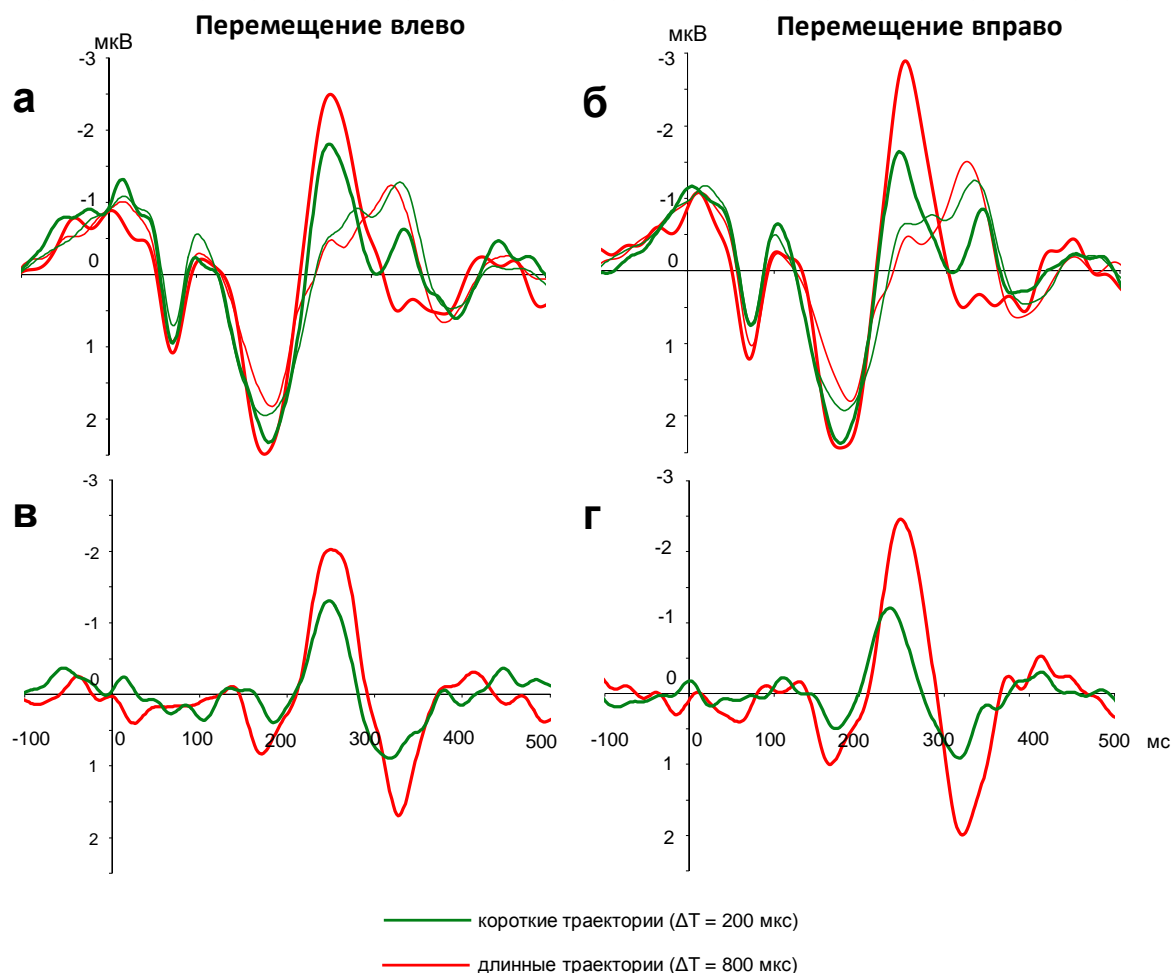 Перемещение влево
Перемещение вправо
мкВ
мкВ
а
б
-3
-2
-1
0
1
2
-3
-2
-1
0
1
2
в
г
-3
-2
-1
0
1
2
-3
-2
-1
0
1
2
-100 0 100 200 300 400 500
-100 0 100 200 300 400 500 мс
короткие траектории (ΔT = 200 мкс)
длинные траектории (ΔT = 800 мкс)